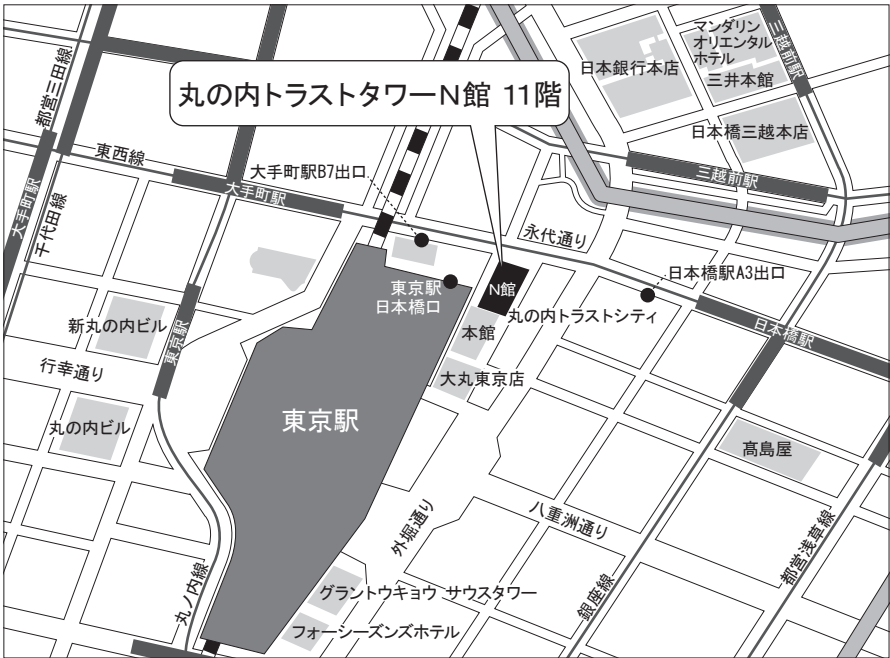 マンダリン
オリエンタル
ホテル
三井本館
三越前駅
日本銀行本店
日本橋三越本店
都営三田線
丸の内トラストタワーN館 11階
東西線
大手町駅
大手町駅B7出口
大手町駅
三越前駅
千代田線
永代通り
日本橋駅A3出口
東京駅
日本橋口
N館
丸の内トラストシティ
新丸の内ビル
東京駅
本館
日本橋駅
行幸通り
大丸東京店
丸の内ビル
東京駅
髙島屋
外堀通り
八重洲通り
丸ノ内線
銀座線
都営浅草線
グラントウキョウ サウスタワー
フォーシーズンズホテル